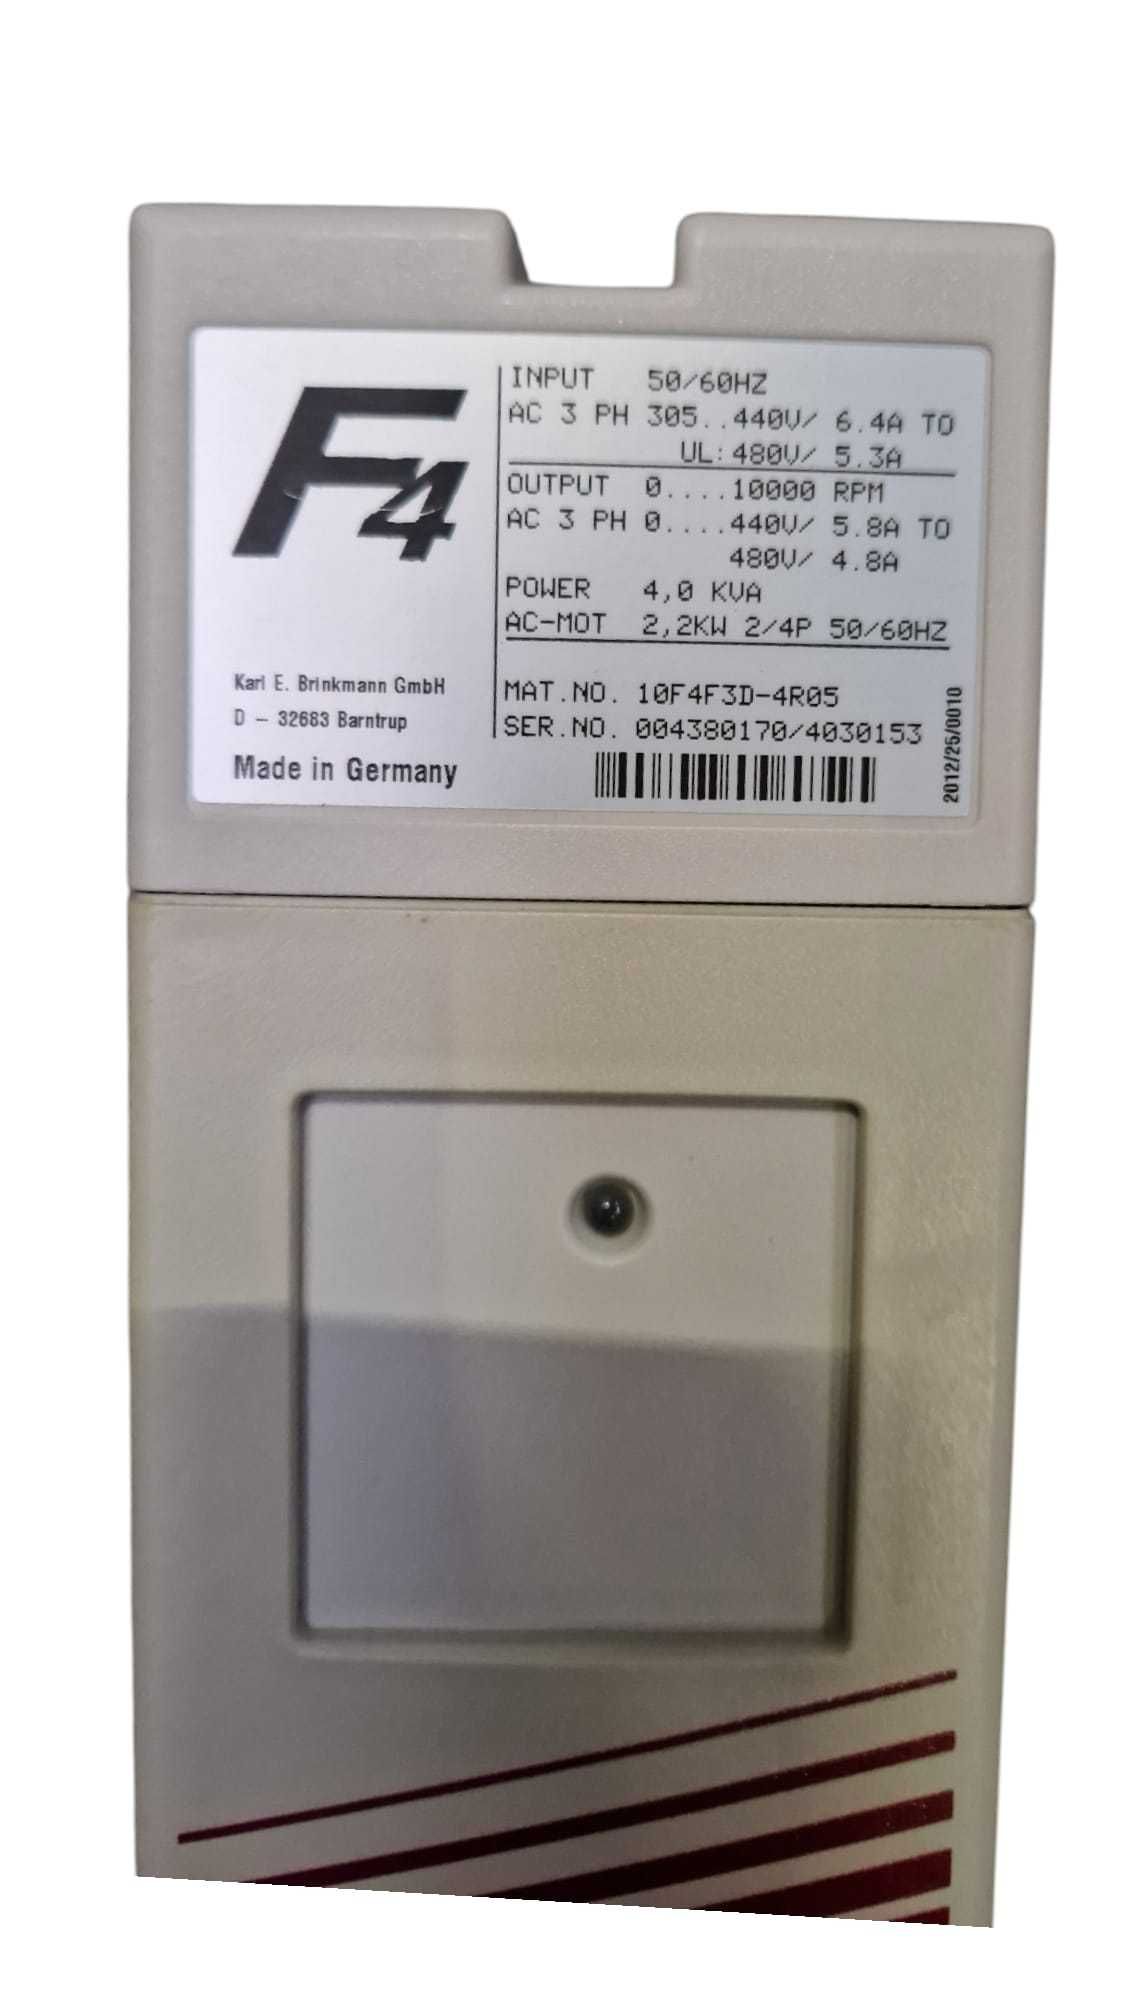 F4
INPUT 50/60HZ
AC 3 PH 305..440V/ 6.4A TO
UL:480V/ 5.3A
OUTPUT 0....10000 RPM
AC 3 PH 0....440V/ 5.8A TO
480V/ 4.8A
POWER 4,0 KVA
AC-MOT 2,2KW 2/4P 50/60HZ
Karl E. Brinkmann GmbH
D – 32683 Barntrup
Made in Germany
MAT.NO. 10F4F3D-4R05
SER.NO. 004380170/4030153
2012/25/0010